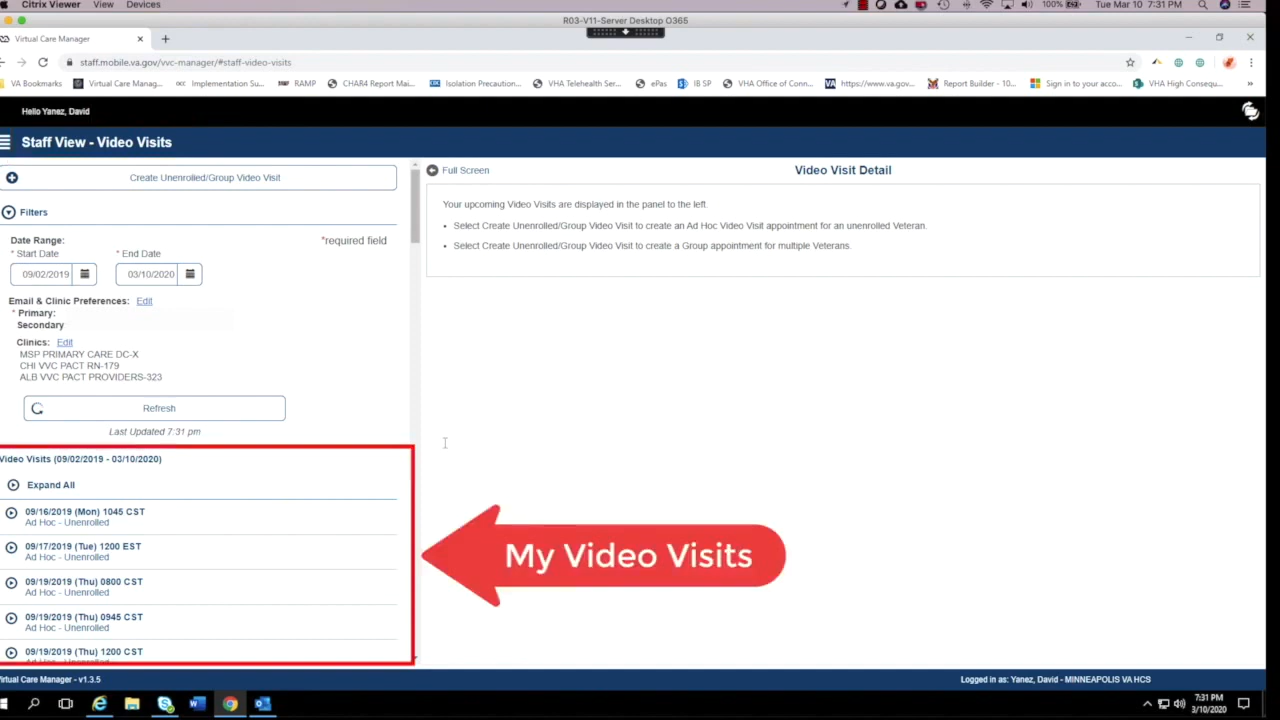 Citrix Viewer View Devices 100% Tue Mar 10 7:31 PM
R03-V11-Server Desktop O365
Virtual Care Manager
staff.mobile.va.gov/vvc-manager/#staff-video-visits
VA Bookmarks Virtual Care Manag... Implementation Su... RAMP CHAR4 Report Mai... Isolation Precaution... VHA Telehealth Ser... ePas IB SP VHA Office of Conn... https://www.va.gov... Report Builder - 10... Sign in to your acco... VHA High Consequ... »
Hello Yanez, David
Staff View - Video Visits
Create Unenrolled/Group Video Visit
Full Screen
Video Visit Detail
Filters
Your upcoming Video Visits are displayed in the panel to the left.
• Select Create Unenrolled/Group Video Visit to create an Ad Hoc Video Visit appointment for an unenrolled Veteran.
• Select Create Unenrolled/Group Video Visit to create a Group appointment for multiple Veterans.
Date Range: *required field
* Start Date * End Date
09/02/2019 03/10/2020
Email & Clinic Preferences: Edit
* Primary:
Secondary
Clinics: Edit
MSP PRIMARY CARE DC-X
CHI VVC PACT RN-179
ALB VVC PACT PROVIDERS-323
Refresh
Last Updated 7:31 pm
Video Visits (09/02/2019 - 03/10/2020)
Expand All
09/16/2019 (Mon) 1045 CST
Ad Hoc - Unenrolled
09/17/2019 (Tue) 1200 EST
Ad Hoc - Unenrolled
09/19/2019 (Thu) 0800 CST
Ad Hoc - Unenrolled
09/19/2019 (Thu) 0945 CST
Ad Hoc - Unenrolled
09/19/2019 (Thu) 1200 CST
Ad Hoc - Unenrolled
My Video Visits
Virtual Care Manager - v1.3.5
Logged in as: Yanez, David - MINNEAPOLIS VA HCS
7:31 PM
3/10/2020